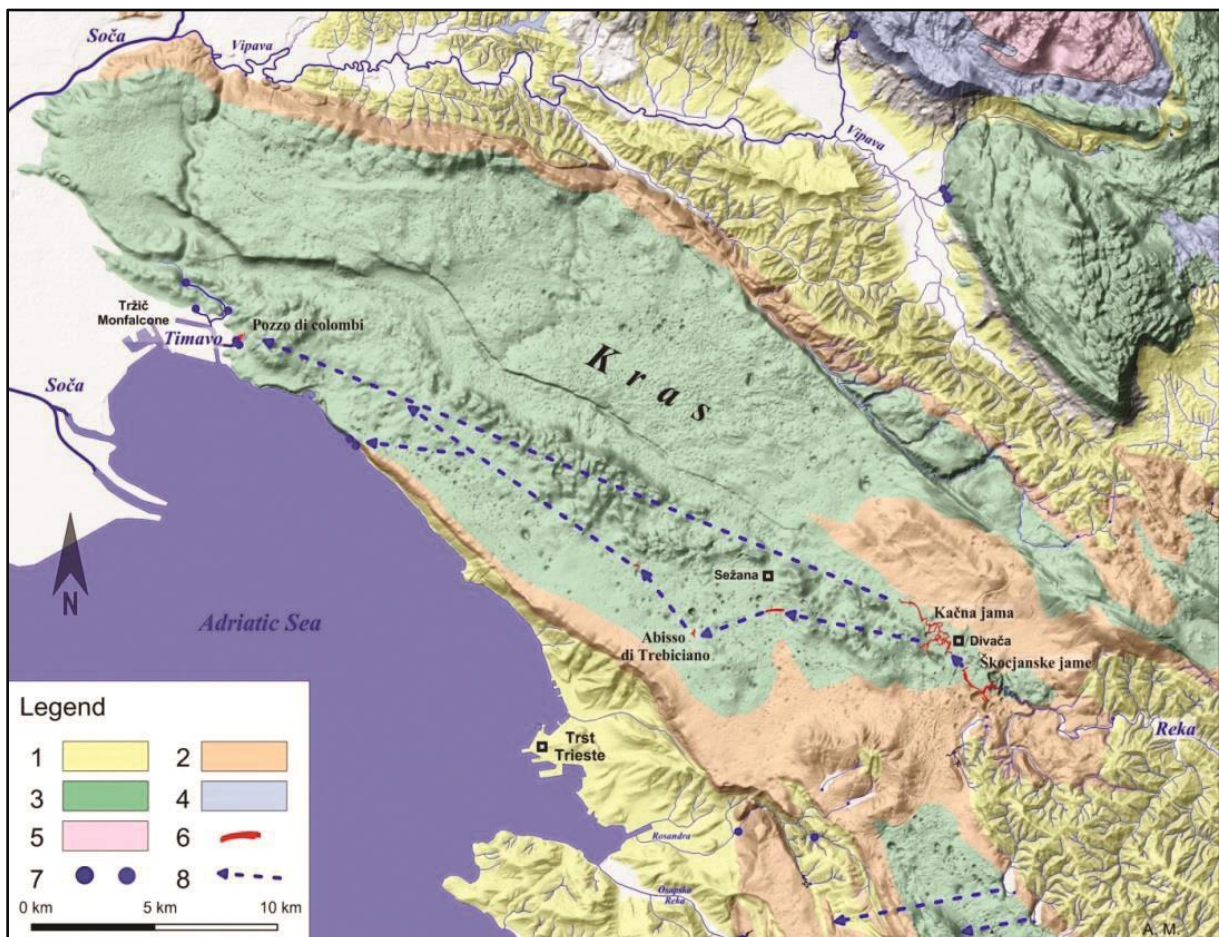 Soča
Vipava
Vipava
Tržič
Monfalcone
Timavo
Pozzo di colombi
Soča
Kras
N
Adriatic Sea
Sežana
Kačna jama
Divača
Abisso
di Trebiciano
Škocjanske jame
Reka
Trst
Trieste
Rosandra
Osapska
Reka
Legend
1 2
3 4
5 6
7 8
0 km 5 km 10 km
A. M.